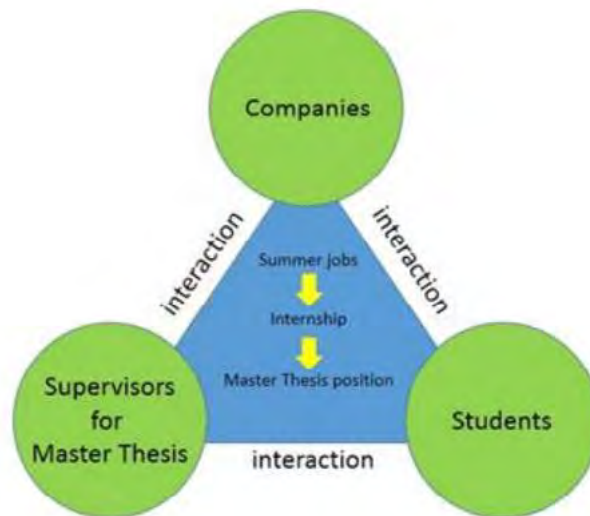 Companies
interaction
interaction
Summer jobs
Internship
Master Thesis position
Supervisors
for
Master Thesis
Students
interaction